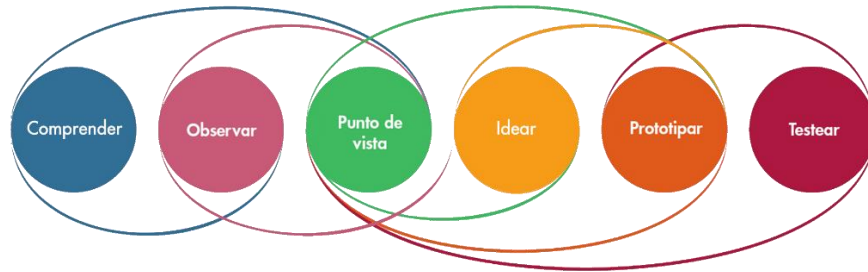 Comprender
Observar
Punto de
vista
Idear
Prototipar
Testear